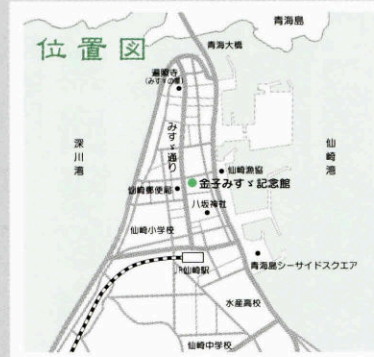 位置図
青海島
青海大橋
遍照寺
(みすゞの墓)
みすゞ通り
深川湾
仙崎湾
仙崎漁協
金子みすゞ記念館
仙崎郵便局
八坂神社
仙崎小学校
仙崎駅
青海島シーサイドスクエア
水産高校
仙崎中学校